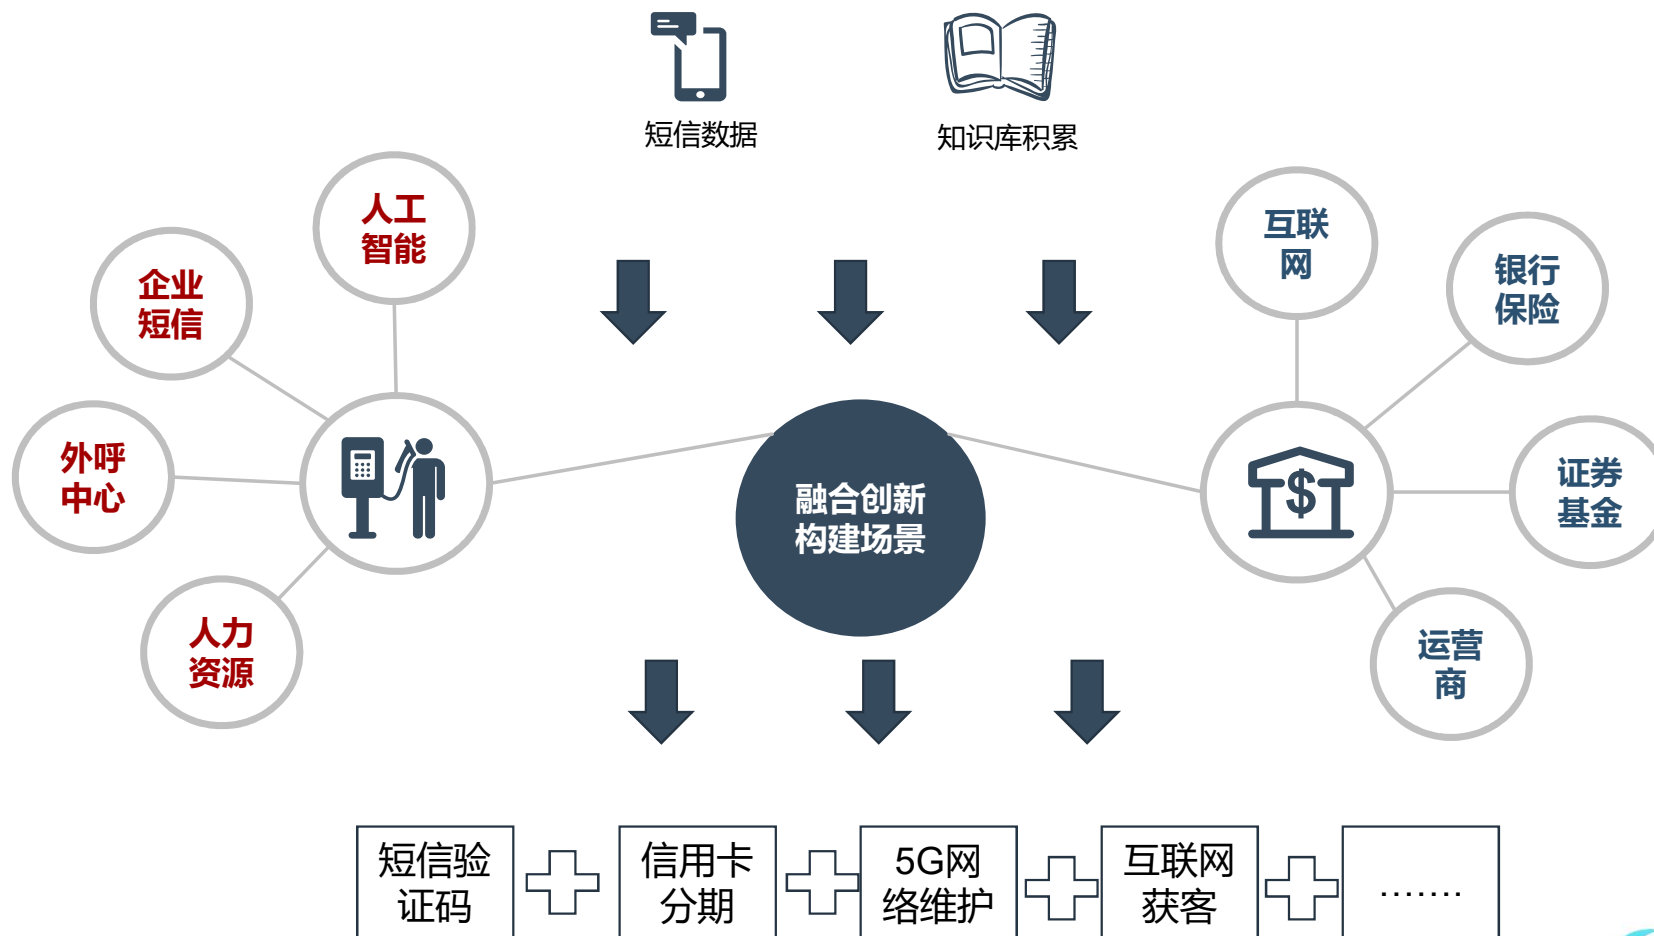 短信数据
知识库积累
人工
智能
企业
短信
外呼
中心
人力
资源
融合创新
构建场景
互联
网
银行
保险
证券
基金
运营
商
短信验
证码
信用卡
分期
5G网
络维护
互联网
获客
.......